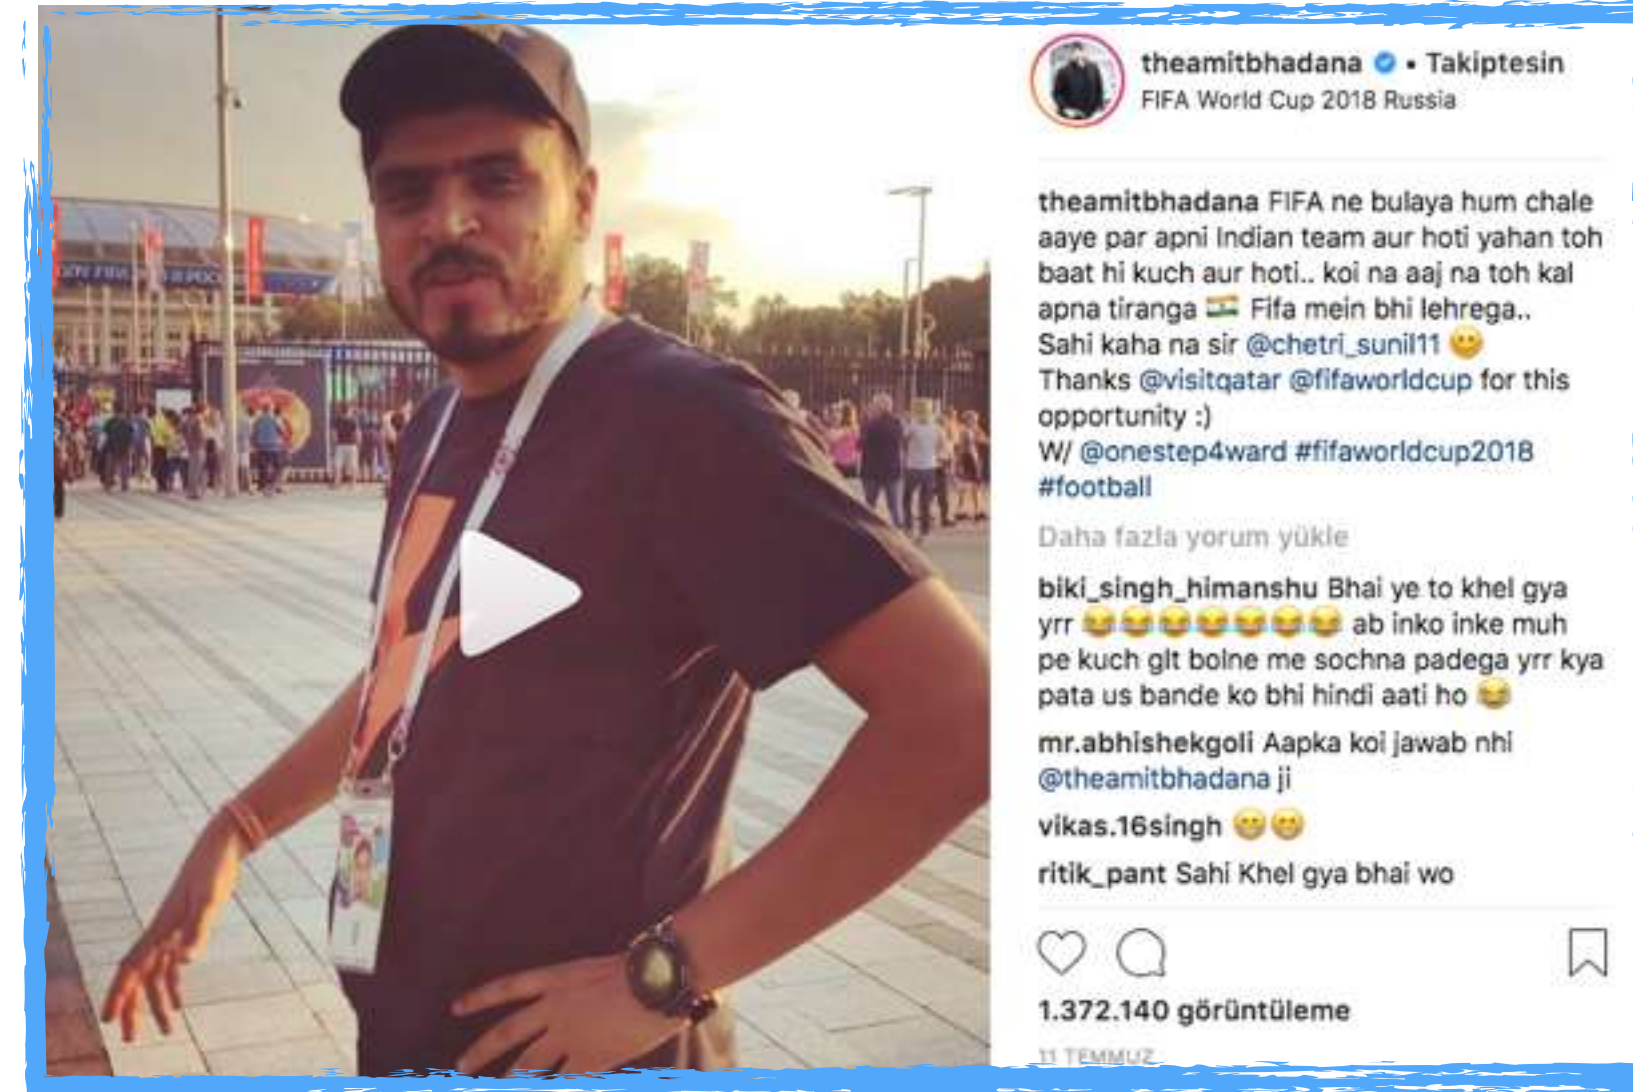 theamitbhadana • Takiptesin
FIFA World Cup 2018 Russia
theamitbhadana FIFA ne bulaya hum chale
aaye par apni Indian team aur hoti yahan toh
baat hi kuch aur hoti.. koi na aaj na toh kal
apna tiranga 🇮🇳 Fifa mein bhi lehrega..
Sahi kaha na sir @chetri_sunil11 🙂
Thanks @visitqatar @fifaworldcup for this
opportunity :)
W/ @onestep4ward #fifaworldcup2018
#football
Daha fazla yorum yükle
biki_singh_himanshu Bhai ye to khel gya
yrr 😂😂😂😂😂😂😂 ab inko inke muh
pe kuch glt bolne me sochna padega yrr kya
pata us bande ko bhi hindi aati ho 😂
mr.abhishekgoli Aapka koi jawab nhi
@theamitbhadana ji
vikas.16singh 😁😁
ritik_pant Sahi Khel gya bhai wo
1.372.140 görüntüleme
11 TEMMUZ